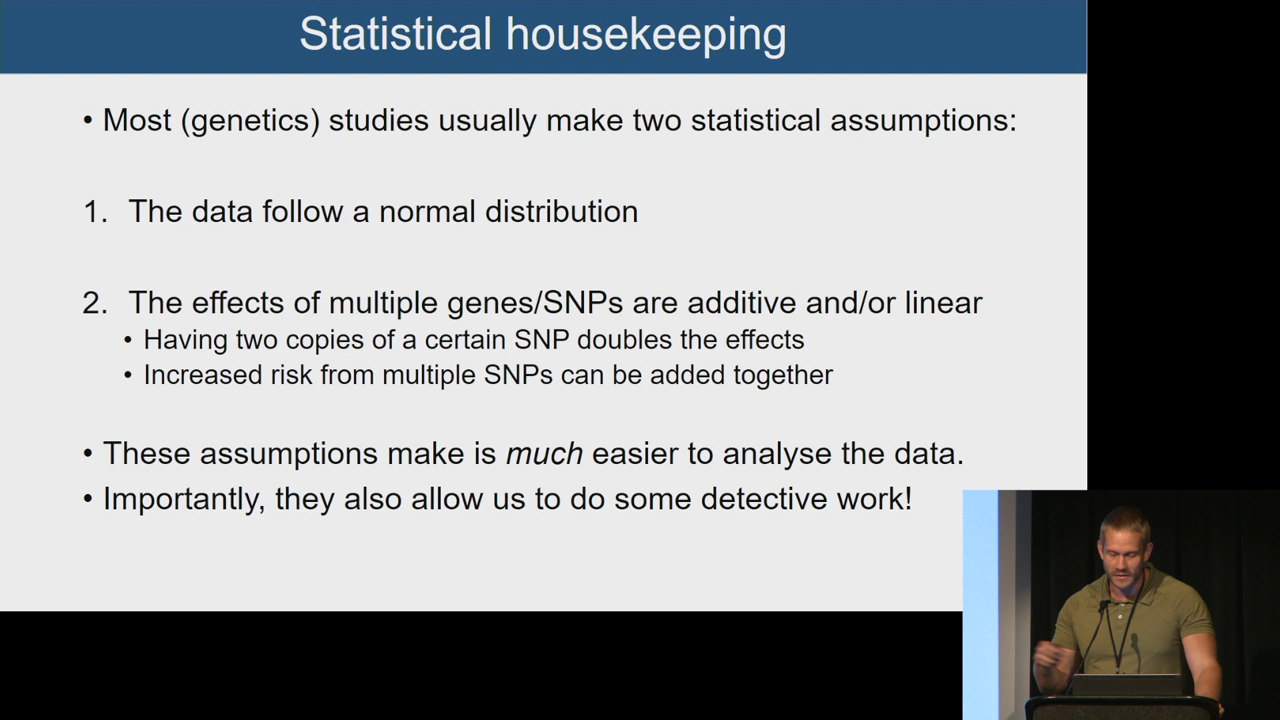 Statistical housekeeping
• Most (genetics) studies usually make two statistical assumptions:
1. The data follow a normal distribution
2. The effects of multiple genes/SNPs are additive and/or linear
• Having two copies of a certain SNP doubles the effects
• Increased risk from multiple SNPs can be added together
• These assumptions make is much easier to analyse the data.
• Importantly, they also allow us to do some detective work!